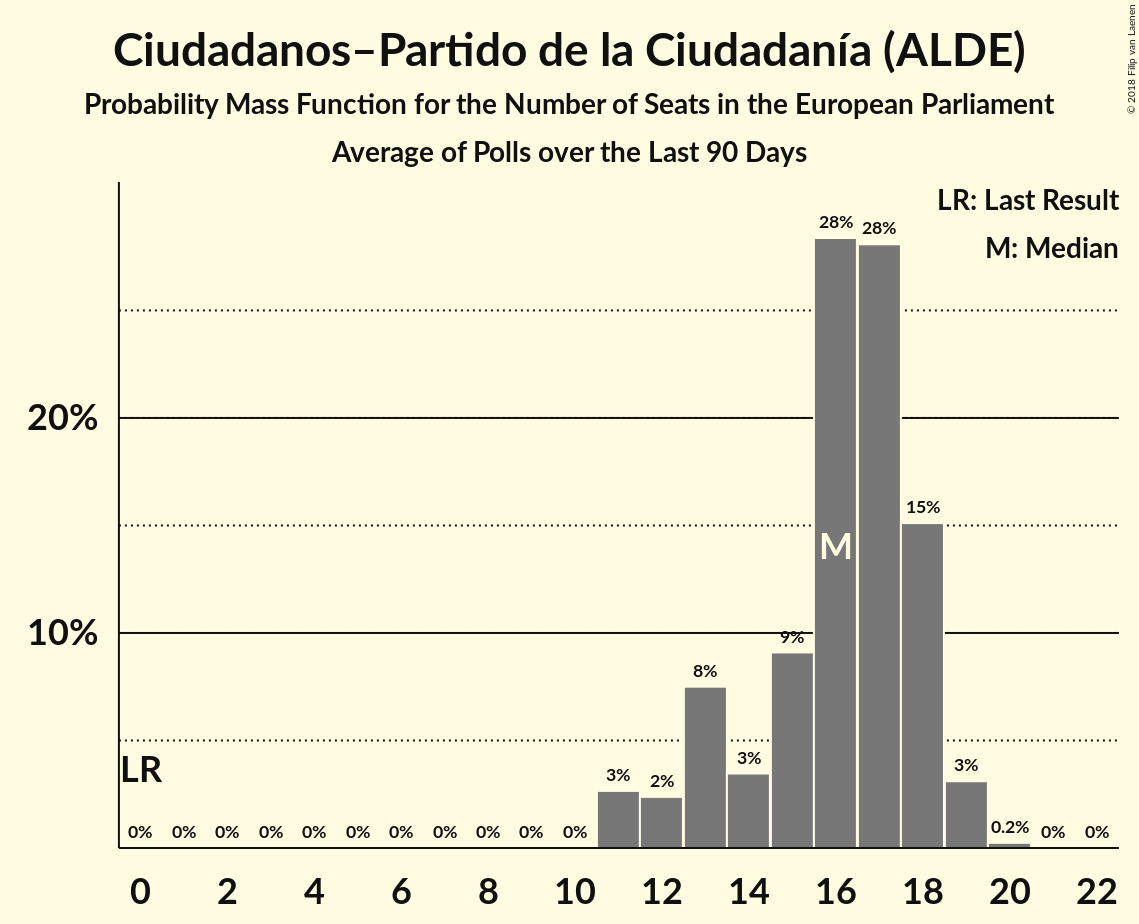 Ciudadanos–Partido de la Ciudadanía (ALDE)
Probability Mass Function for the Number of Seats in the European Parliament
Average of Polls over the Last 90 Days
© 2018 Filip van Laenen
LR: Last Result
M: Median
28% 28%
20%
15%
M
10%
9%
8%
LR
3% 2% 3% 3%
0% 0% 0% 0% 0% 0% 0% 0% 0% 0% 0% 0.2% 0% 0%
0 2 4 6 8 10 12 14 16 18 20 22